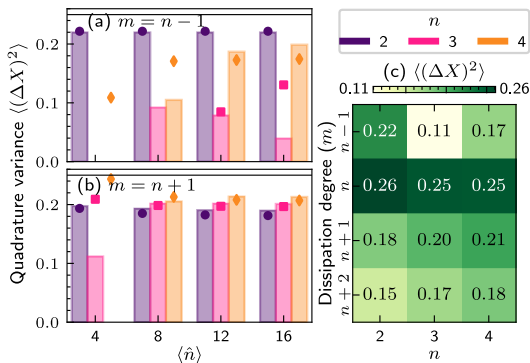 Quadrature variance ⟨(ΔX)²⟩
(a) m = n − 1
0.2
0.1
0.0
(b) m = n + 1
0.2
0.1
0.0
4 8 12 16
⟨n̂⟩
n
2 3 4
(c) ⟨(ΔX)²⟩
0.11 0.26
Dissipation degree (m)
n − 1 0.22 0.11 0.17
n 0.26 0.25 0.25
n + 1 0.18 0.20 0.21
n + 2 0.15 0.17 0.18
2 3 4
n